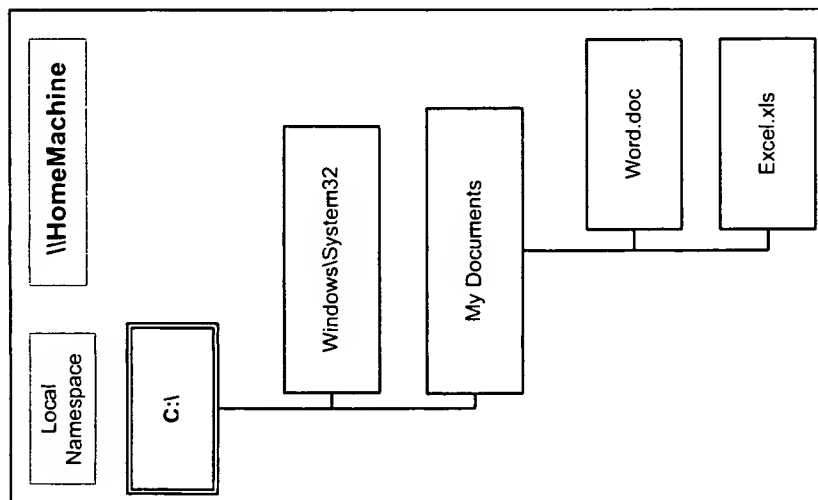 Local
Namespace
\\HomeMachine
C:\
Windows\System32
My Documents
Word.doc
Excel.xls